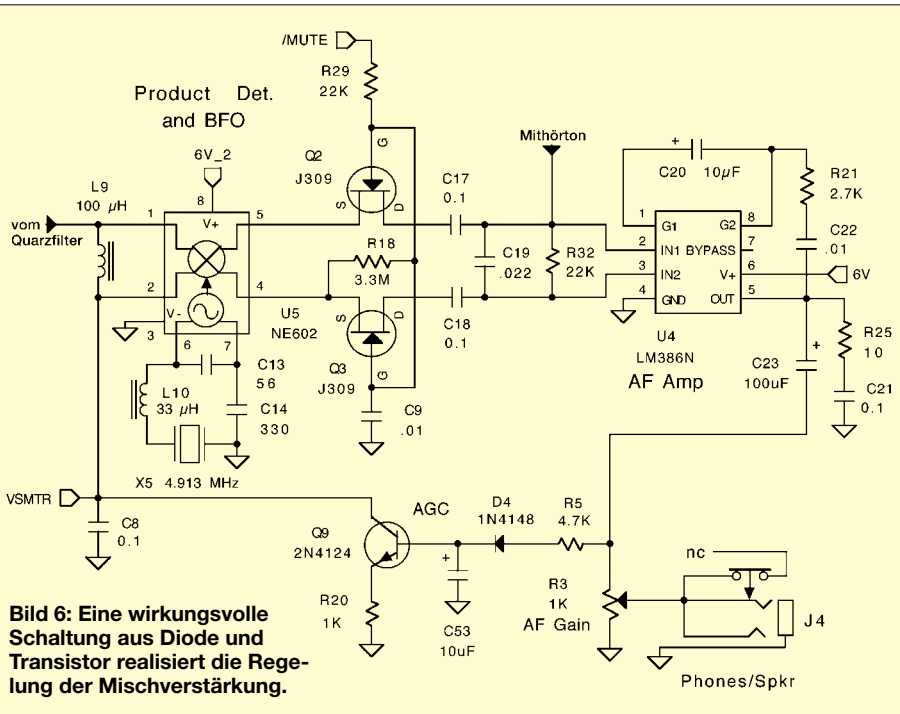 /MUTE
R29
22K
Product Det.
and BFO
6V_2
L9
100 µH
vom
Quarzfilter
1
8
V+
5
2
4
V-
3
6
7
U5
NE602
C13
56
L10
33 µH
C14
330
X5 4.913 MHz
Q2
J309
G
S
D
R18
3.3M
S
D
Q3
J309
G
C9
.01
C17
0.1
C18
0.1
Mithörton
C19
.022
R32
22K
+
C20 10µF
1
G1
G2
8
2
IN1
BYPASS
7
3
IN2
V+
6
4
GND
OUT
5
U4
LM386N
AF Amp
R21
2.7K
C22
.01
6V
+
C23
100uF
R25
10
C21
0.1
VSMTR
C8
0.1
AGC
Q9
2N4124
R20
1K
+
C53
10uF
D4
1N4148
R5
4.7K
R3
1K
AF Gain
nc
J4
Phones/Spkr
Bild 6: Eine wirkungsvolle
Schaltung aus Diode und
Transistor realisiert die Rege-
lung der Mischverstärkung.